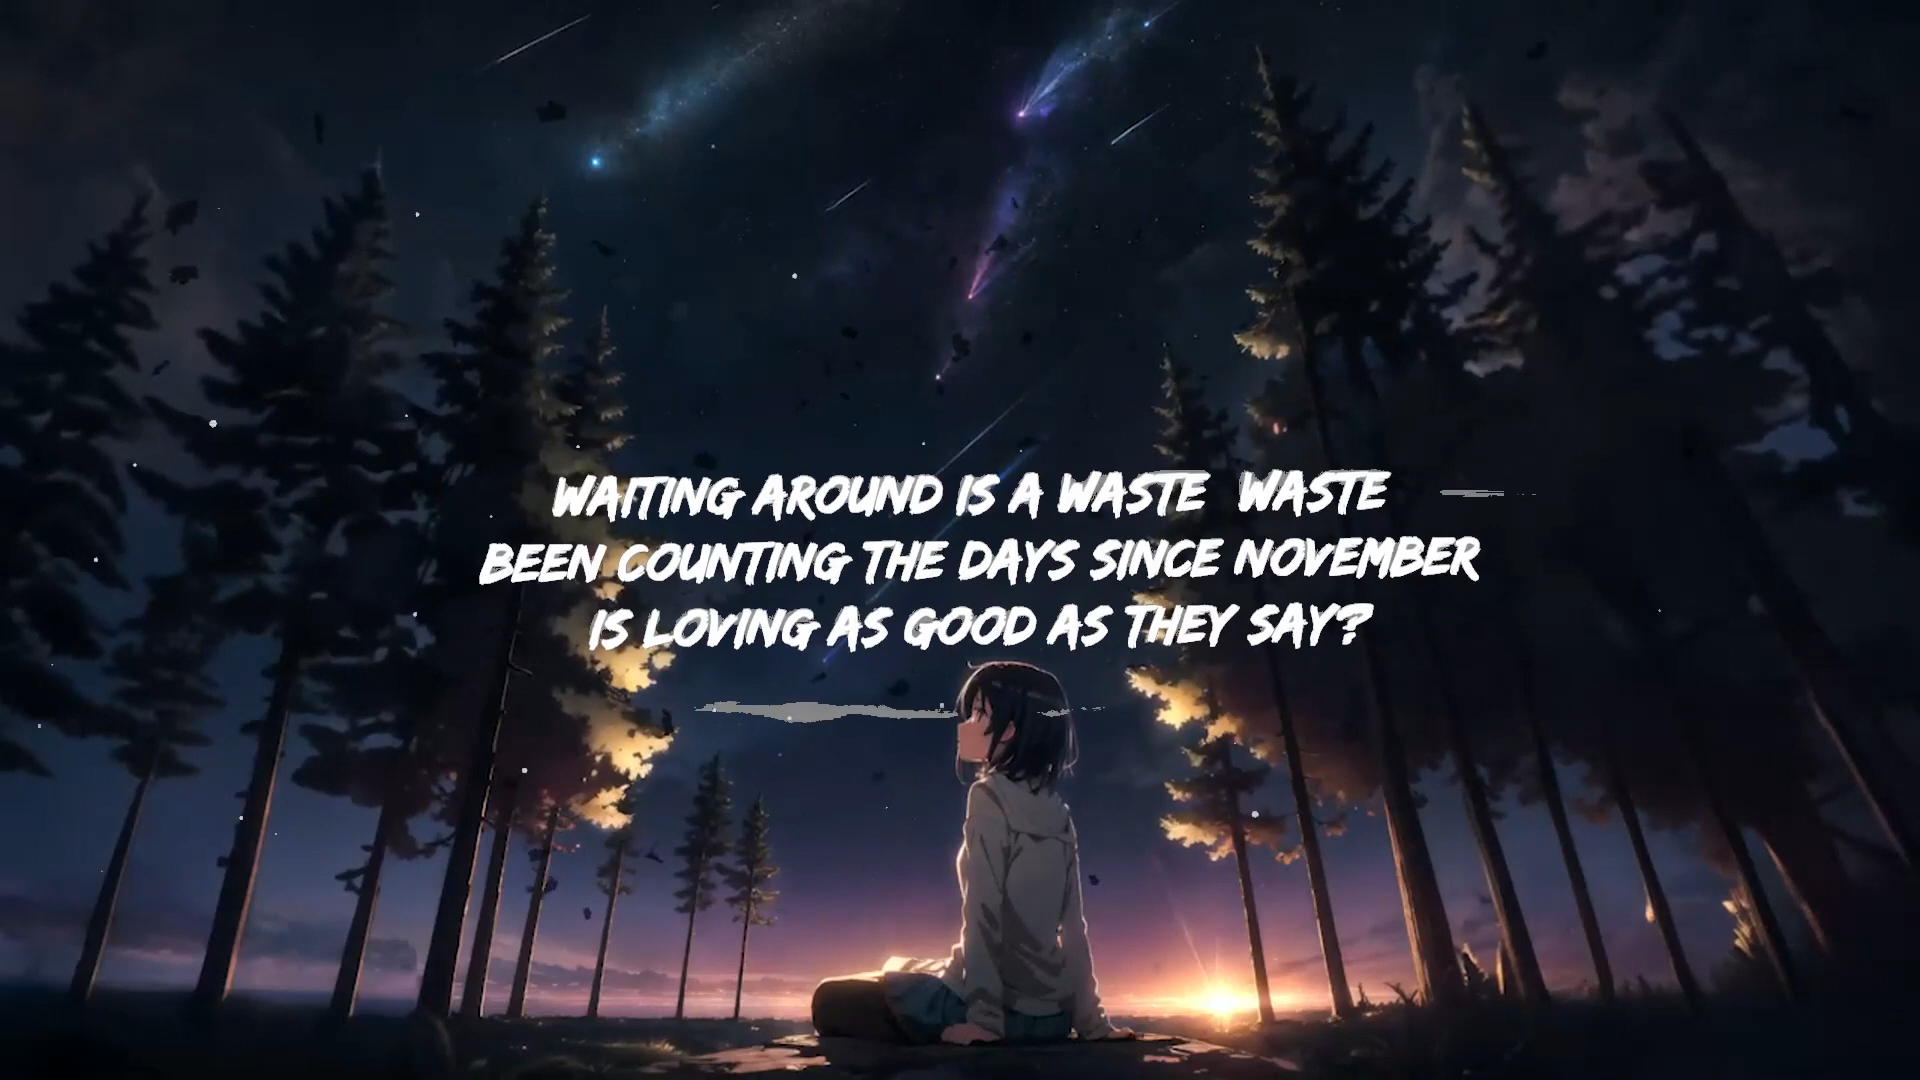 WAITING AROUND IS A WASTE WASTE
BEEN COUNTING THE DAYS SINCE NOVEMBER
IS LOVING AS GOOD AS THEY SAY?